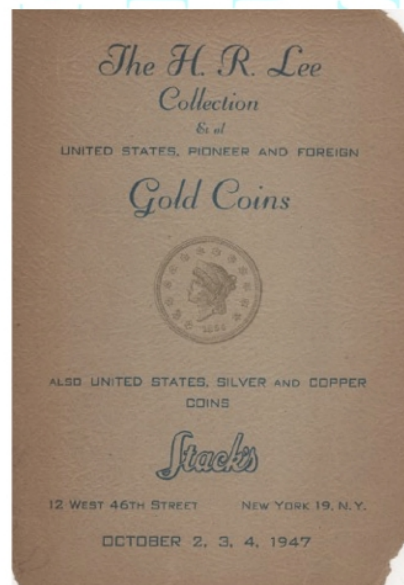 The H. R. Lee
Collection
Et al
UNITED STATES, PIONEER AND FOREIGN
Gold Coins
ALSO UNITED STATES, SILVER AND COPPER
COINS
Stack's
12 WEST 46TH STREET NEW YORK 19, N.Y.
OCTOBER 2, 3, 4, 1947